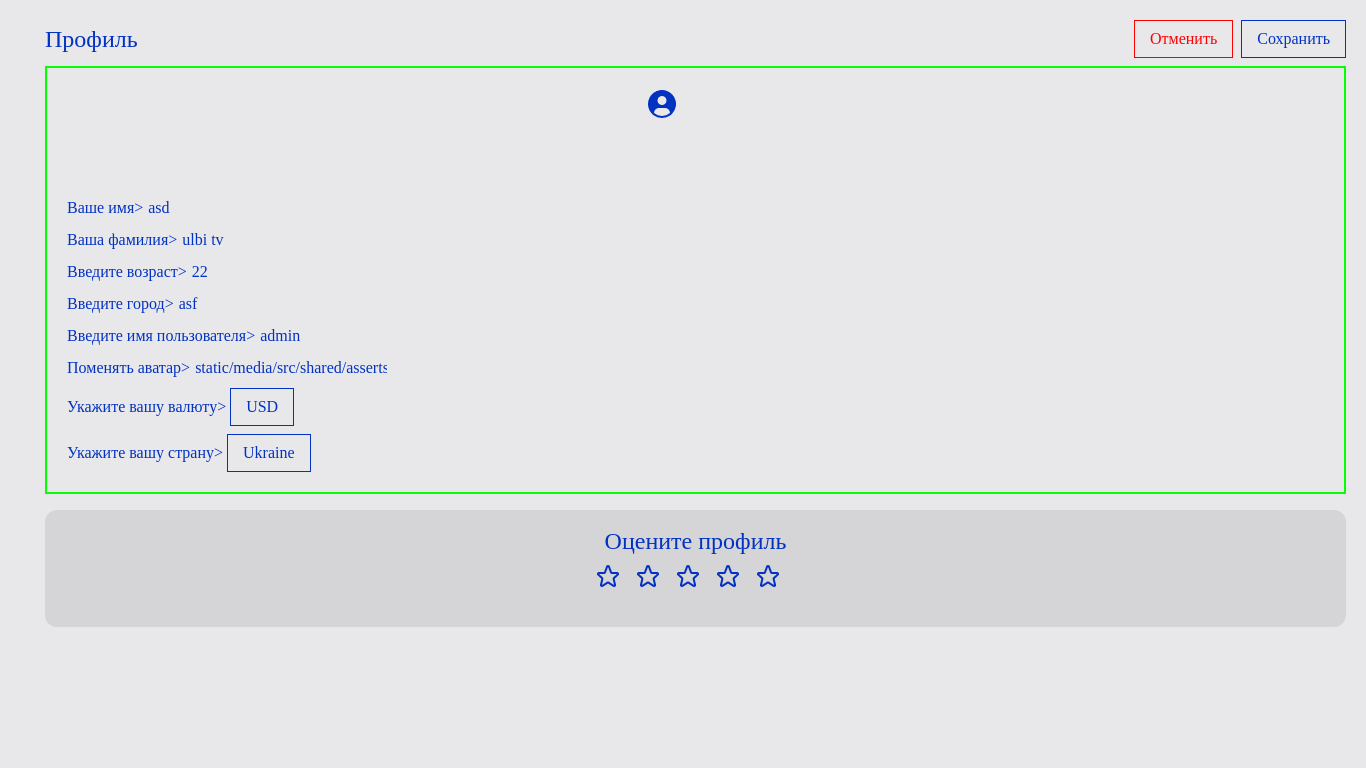 Профиль
Отменить
Сохранить
Ваше имя> asd
Ваша фамилия> ulbi tv
Введите возраст> 22
Введите город> asf
Введите имя пользователя> admin
Поменять аватар> static/media/src/shared/asserts
Укажите вашу валюту> USD
Укажите вашу страну> Ukraine
Оцените профиль